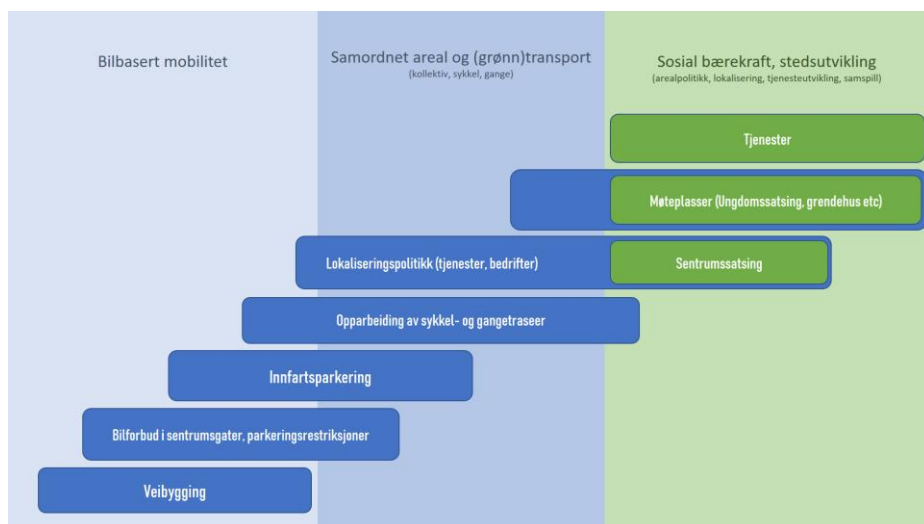 Bilbasert mobilitet
Samordnet areal og (grønn)transport
(kollektiv, sykkel, gange)
Sosial bærekraft, stedsutvikling
(arealpolitikk, lokalisering, tjenesteutvikling, samspill)
Tjenester
Møteplasser (Ungdomssatsing, grendehus etc)
Lokaliseringspolitikk (tjenester, bedrifter)
Sentrumssatsing
Opparbeiding av sykkel- og gangetraseer
Innfartsparkering
Bilforbud i sentrumsgater, parkeringsrestriksjoner
Veibygging